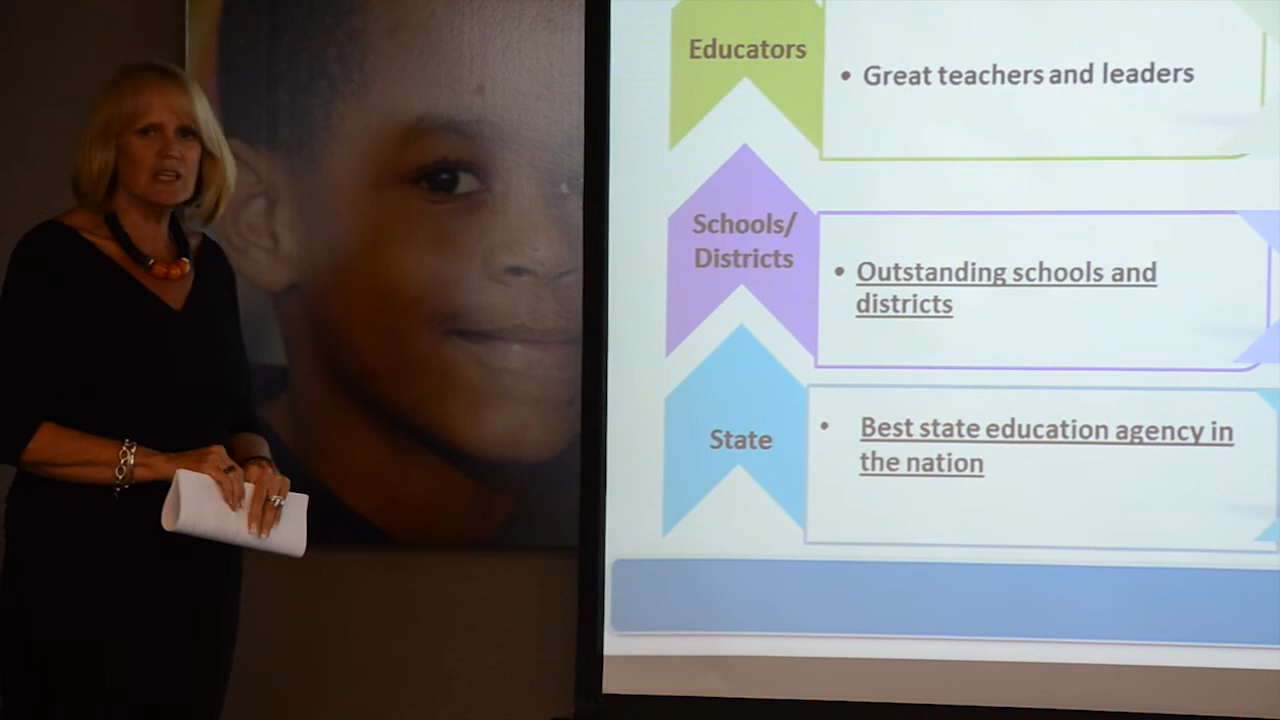 Educators
• Great teachers and leaders
Schools/
Districts
• Outstanding schools and
districts
State
• Best state education agency in
the nation